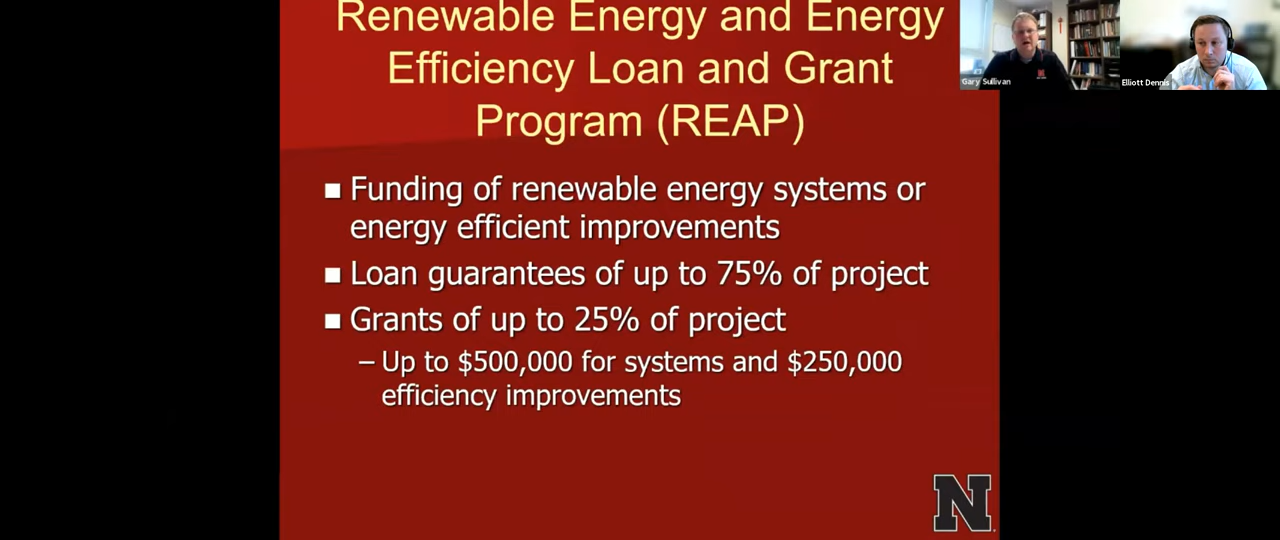 Renewable Energy and Energy
Efficiency Loan and Grant
Program (REAP)
■ Funding of renewable energy systems or
energy efficient improvements
■ Loan guarantees of up to 75% of project
■ Grants of up to 25% of project
– Up to $500,000 for systems and $250,000
efficiency improvements
N
Gary Sullivan
Elliott Dennis